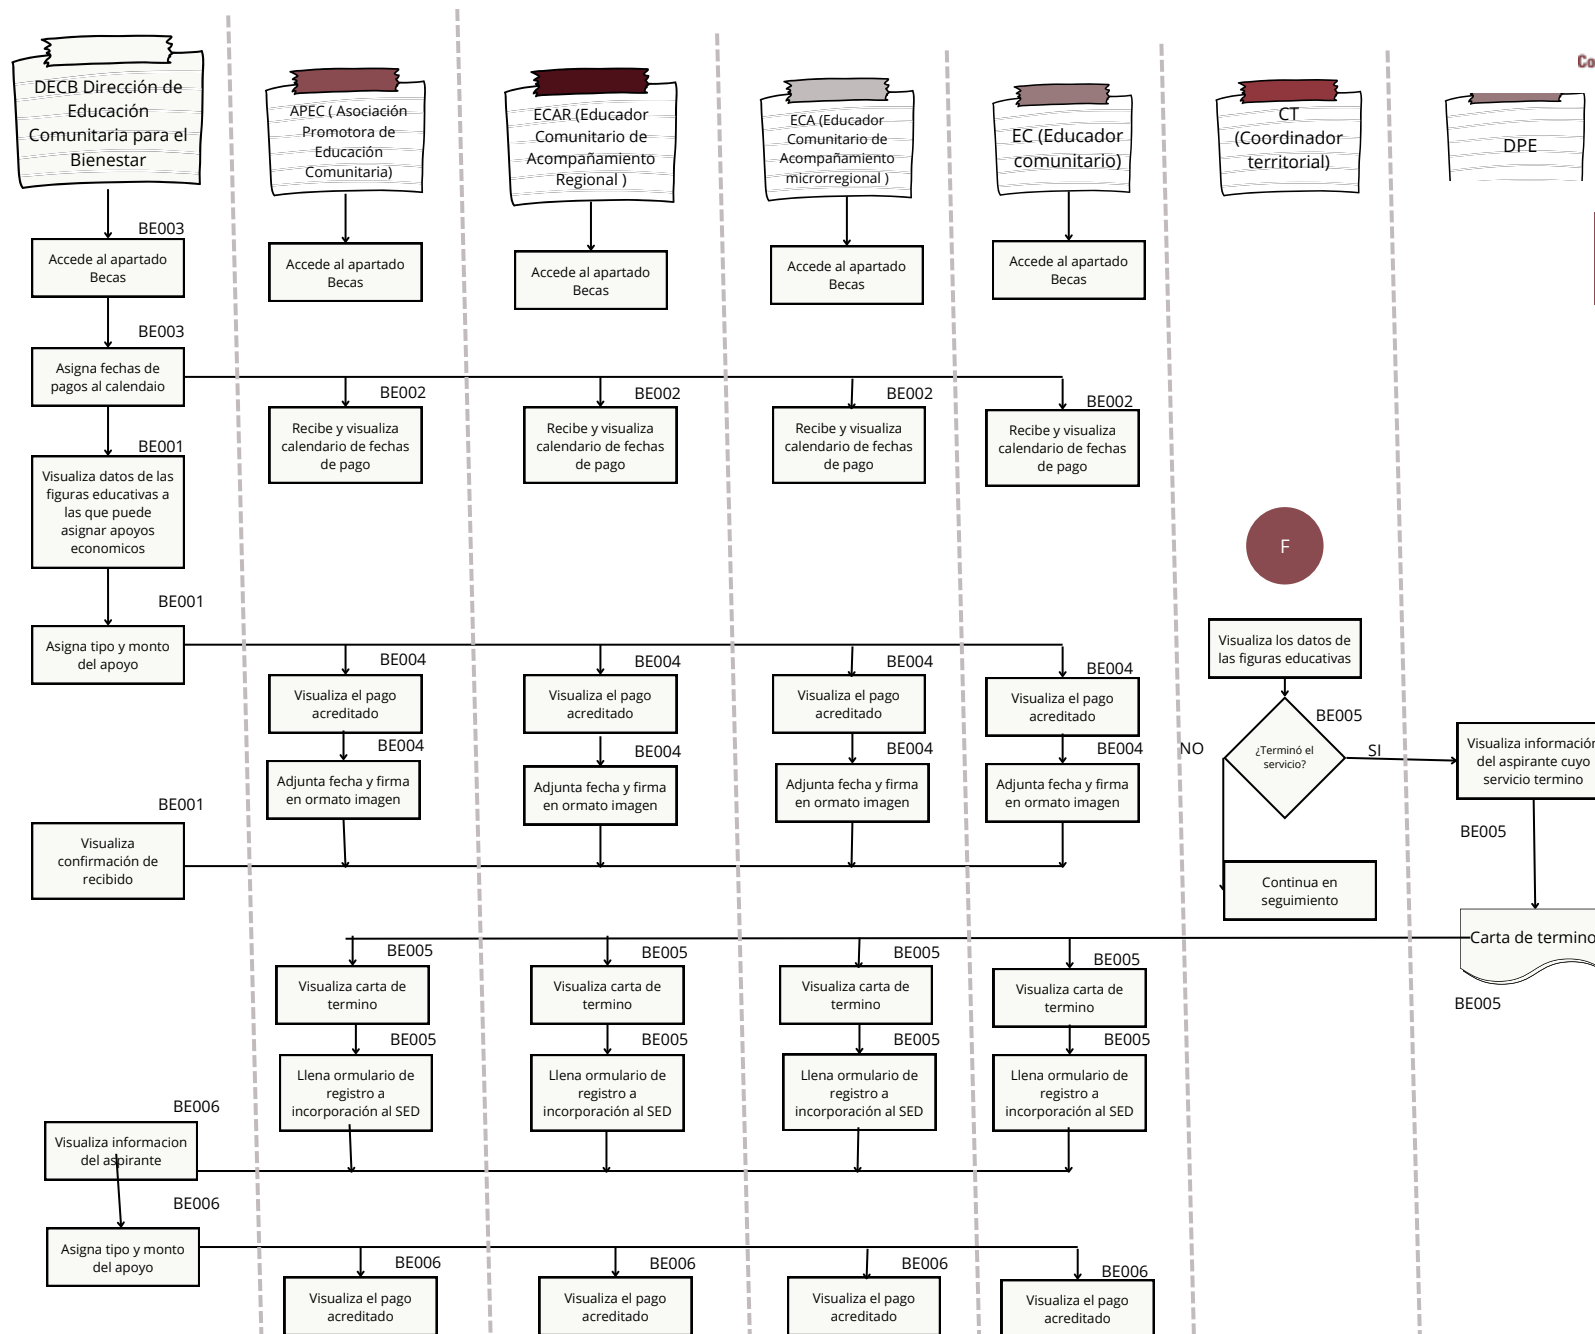 Co
DECB Dirección de
Educación
Comunitaria para el
Bienestar
APEC ( Asociación
Promotora de
Educación
Comunitaria)
ECAR (Educador
Comunitario de
Acompañamiento
Regional )
ECA (Educador
Comunitario de
Acompañamiento
microrregional )
EC (Educador
comunitario)
CT
(Coordinador
territorial)
DPE
BE003
Accede al apartado
Becas
Accede al apartado
Becas
Accede al apartado
Becas
Accede al apartado
Becas
Accede al apartado
Becas
BE003
Asigna fechas de
pagos al calendaio
BE002
Recibe y visualiza
calendario de fechas
de pago
BE002
Recibe y visualiza
calendario de fechas
de pago
BE002
Recibe y visualiza
calendario de fechas
de pago
BE002
Recibe y visualiza
calendario de fechas
de pago
BE001
Visualiza datos de las
figuras educativas a
las que puede
asignar apoyos
economicos
F
BE001
Asigna tipo y monto
del apoyo
BE004
Visualiza el pago
acreditado
BE004
Visualiza el pago
acreditado
BE004
Visualiza el pago
acreditado
BE004
Visualiza el pago
acreditado
Visualiza los datos de
las figuras educativas
BE005
¿Terminó el
servicio?
NO
SI
Visualiza información
del aspirante cuyo
servicio termino
BE004
Adjunta fecha y firma
en ormato imagen
BE004
Adjunta fecha y firma
en ormato imagen
BE004
Adjunta fecha y firma
en ormato imagen
BE004
Adjunta fecha y firma
en ormato imagen
BE001
Visualiza
confirmación de
recibido
BE005
Continua en
seguimiento
Carta de termino
BE005
BE005
Visualiza carta de
termino
BE005
Visualiza carta de
termino
BE005
Visualiza carta de
termino
BE005
Visualiza carta de
termino
BE005
Llena ormulario de
registro a
incorporación al SED
BE005
Llena ormulario de
registro a
incorporación al SED
BE005
Llena ormulario de
registro a
incorporación al SED
BE005
Llena ormulario de
registro a
incorporación al SED
BE006
Visualiza informacion
del aspirante
BE006
Asigna tipo y monto
del apoyo
BE006
Visualiza el pago
acreditado
BE006
Visualiza el pago
acreditado
BE006
Visualiza el pago
acreditado
BE006
Visualiza el pago
acreditado